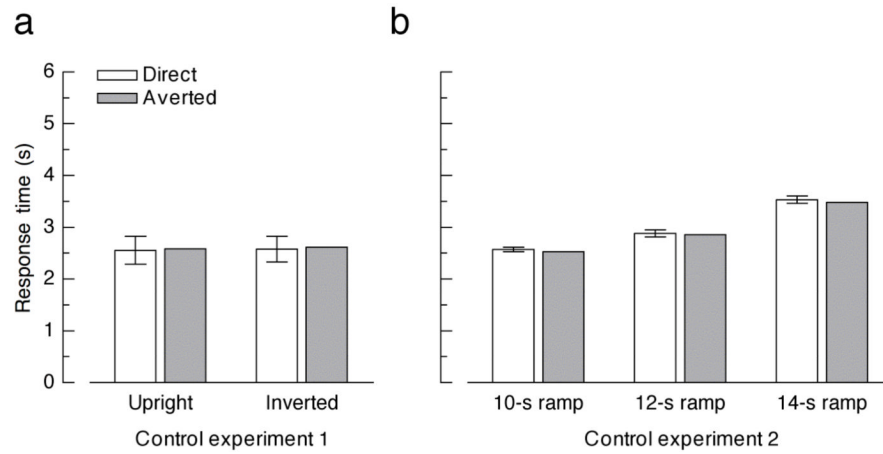 a
b
Response time (s)
6
5
4
3
2
1
0
Direct
Averted
Upright
Inverted
Control experiment 1
10-s ramp
12-s ramp
14-s ramp
Control experiment 2